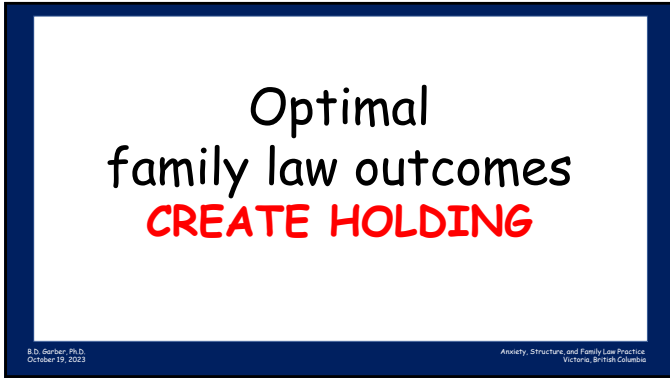 Optimal
family law outcomes
CREATE HOLDING
B.D. Garber, Ph.D.
October 19, 2023
Anxiety, Structure, and Family Law Practice
Victoria, British Columbia